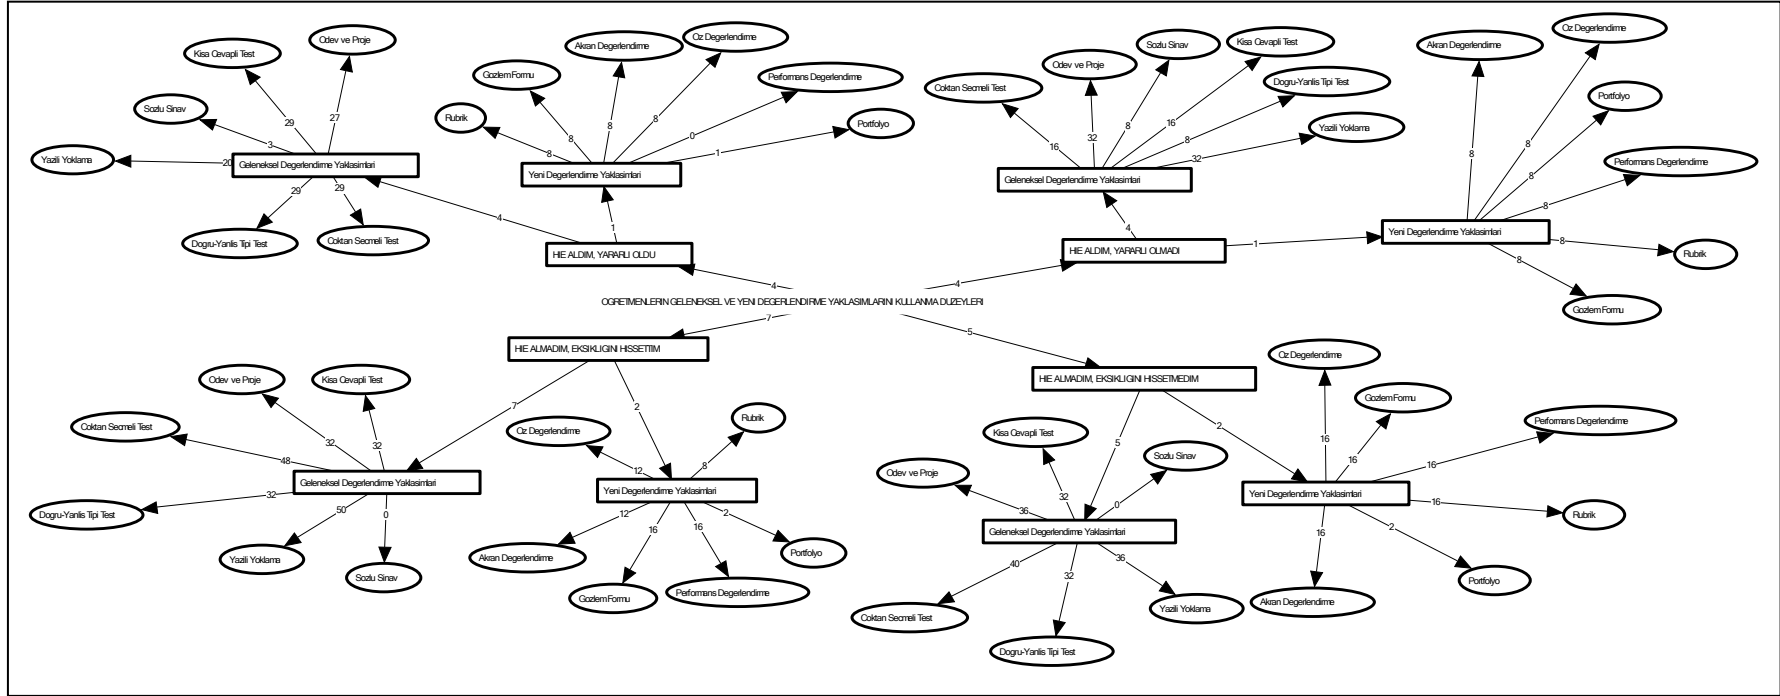 Kisa Cevapli Test
Odev ve Proje
Sozlu Sinav
Yazili Yoklama
29
27
3
20
Geleneksel Degerlendirme Yaklasimlari
29
29
Dogru-Yanlis Tipi Test
Coktan Secmeli Test
4
Akran Degerlendirme
Oz Degerlendirme
Gozlem Formu
Performans Degerlendirme
Rubrik
Portfolyo
8
8
8
8
0
1
Yeni Degerlendirme Yaklasimlari
1
HIE ALDIM, YARARLI OLDU
4
Coktan Secmeli Test
Odev ve Proje
Sozlu Sinav
Kisa Cevapli Test
Dogru-Yanlis Tipi Test
Yazili Yoklama
16
32
8
16
8
32
Geleneksel Degerlendirme Yaklasimlari
4
HIE ALDIM, YARARLI OLMADI
4
1
Akran Degerlendirme
Oz Degerlendirme
Portfolyo
Performans Degerlendirme
8
8
8
8
Yeni Degerlendirme Yaklasimlari
8
Rubrik
8
Gozlem Formu
OGRETMENLERIN GELENEKSEL VE YENI DEGERLENDIRME YAKLASIMLARINI KULLANMA DUZEYLERI
7
5
HIE ALMADIM, EKSIKLIGINI HISSETTIM
7
2
Odev ve Proje
Kisa Cevapli Test
Coktan Secmeli Test
32
32
48
Geleneksel Degerlendirme Yaklasimlari
32
50
0
Dogru-Yanlis Tipi Test
Yazili Yoklama
Sozlu Sinav
Oz Degerlendirme
Rubrik
12
8
Yeni Degerlendirme Yaklasimlari
12
16
16
2
Akran Degerlendirme
Gozlem Formu
Performans Degerlendirme
Portfolyo
HIE ALMADIM, EKSIKLIGINI HISSETMEDIM
5
2
Kisa Cevapli Test
Sozlu Sinav
Odev ve Proje
32
0
36
Geleneksel Degerlendirme Yaklasimlari
40
32
36
Coktan Secmeli Test
Dogru-Yanlis Tipi Test
Yazili Yoklama
Oz Degerlendirme
Gozlem Formu
Performans Degerlendirme
16
16
16
Yeni Degerlendirme Yaklasimlari
16
Rubrik
16
2
Akran Degerlendirme
Portfolyo